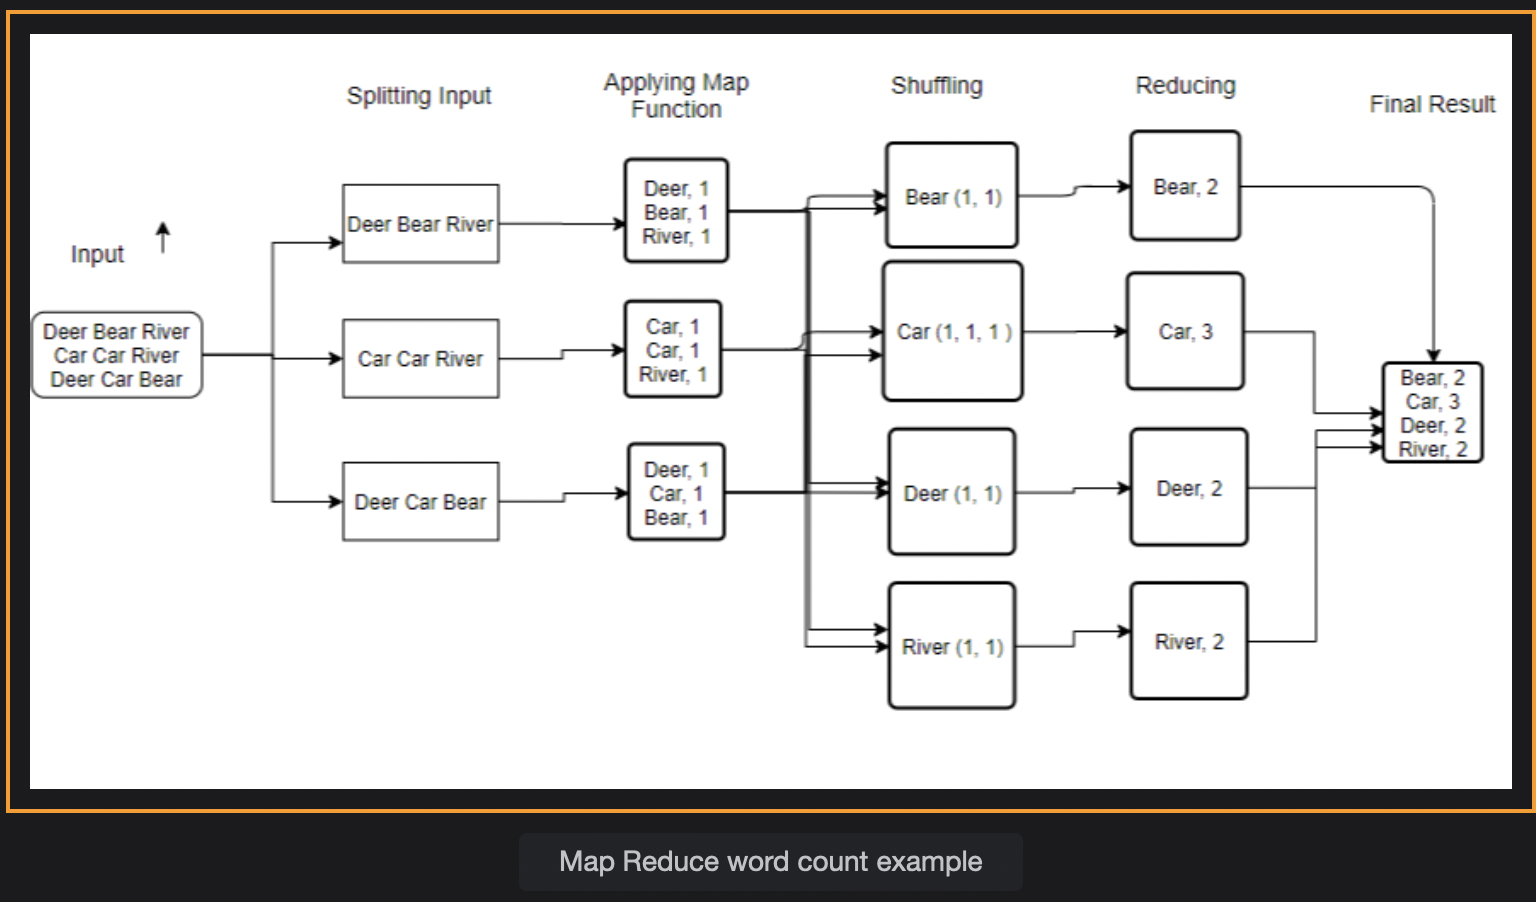 Splitting Input
Applying Map
Function
Shuffling
Reducing
Final Result
Input
Deer Bear River
Car Car River
Deer Car Bear
Deer Bear River
Car Car River
Deer Car Bear
Deer, 1
Bear, 1
River, 1
Car, 1
Car, 1
River, 1
Deer, 1
Car, 1
Bear, 1
Bear (1, 1)
Car (1, 1, 1 )
Deer (1, 1)
River (1, 1)
Bear, 2
Car, 3
Deer, 2
River, 2
Bear, 2
Car, 3
Deer, 2
River, 2
Map Reduce word count example